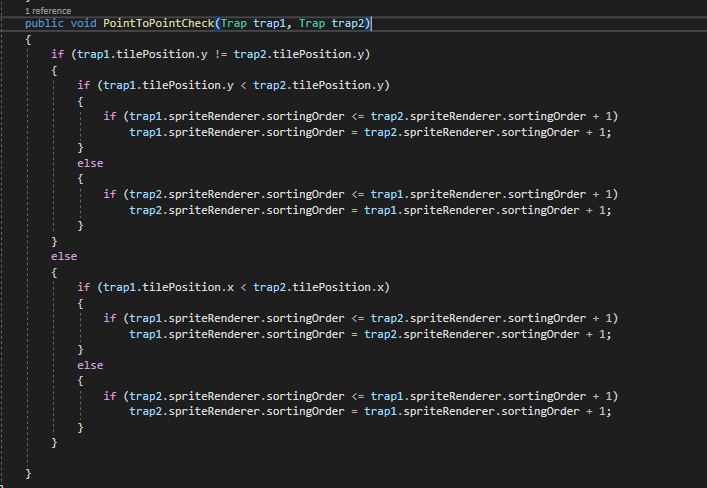 1 reference
public void PointToPointCheck(Trap trap1, Trap trap2)
{
if (trap1.tilePosition.y != trap2.tilePosition.y)
{
if (trap1.tilePosition.y < trap2.tilePosition.y)
{
if (trap1.spriteRenderer.sortingOrder <= trap2.spriteRenderer.sortingOrder + 1)
trap1.spriteRenderer.sortingOrder = trap2.spriteRenderer.sortingOrder + 1;
}
else
{
if (trap2.spriteRenderer.sortingOrder <= trap1.spriteRenderer.sortingOrder + 1)
trap2.spriteRenderer.sortingOrder = trap1.spriteRenderer.sortingOrder + 1;
}
}
else
{
if (trap1.tilePosition.x < trap2.tilePosition.x)
{
if (trap1.spriteRenderer.sortingOrder <= trap2.spriteRenderer.sortingOrder + 1)
trap1.spriteRenderer.sortingOrder = trap2.spriteRenderer.sortingOrder + 1;
}
else
{
if (trap2.spriteRenderer.sortingOrder <= trap1.spriteRenderer.sortingOrder + 1)
trap2.spriteRenderer.sortingOrder = trap1.spriteRenderer.sortingOrder + 1;
}
}
}